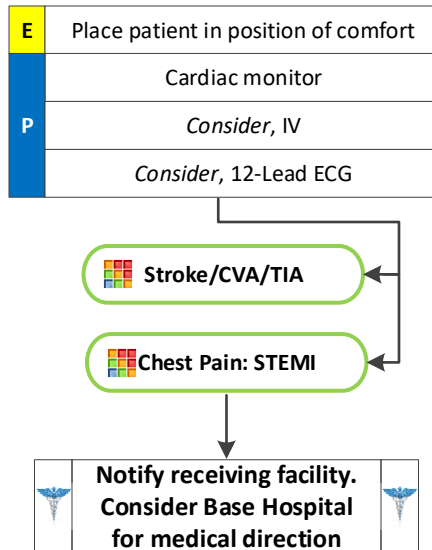 E Place patient in position of comfort
Cardiac monitor
P Consider, IV
Consider, 12-Lead ECG
Stroke/CVA/TIA
Chest Pain: STEMI
Notify receiving facility.
Consider Base Hospital
for medical direction